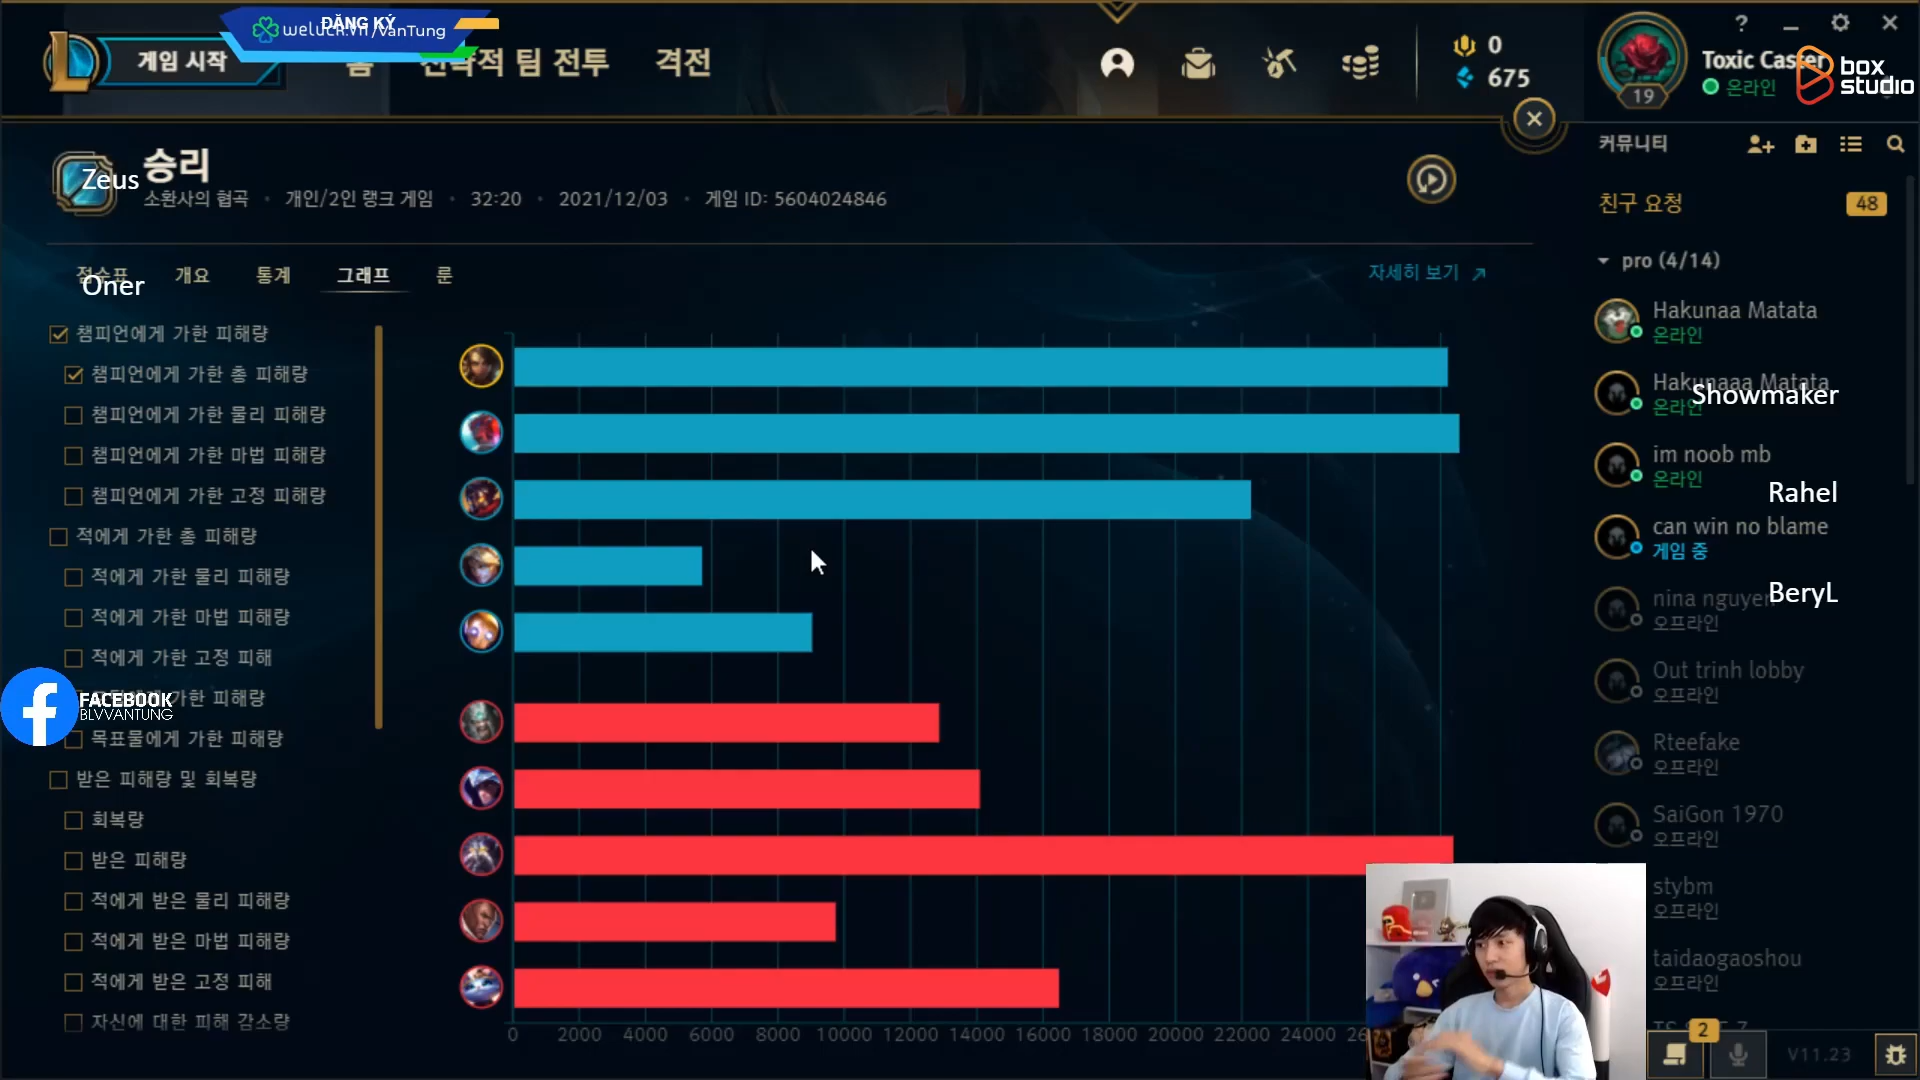 ĐĂNG KÝ
/VanTung
게임 시작
팀 전투
격전
0
675
19
Toxic Caster
온라인
box
studio
Zeus
승리
소환사의 협곡 • 개인/2인 랭크 게임 • 32:20 • 2021/12/03 • 게임 ID: 5604024846
커뮤니티
친구 요청
48
점수표
개요
통계
그래프
룬
Oner
자세히 보기
pro (4/14)
챔피언에게 가한 피해량
챔피언에게 가한 총 피해량
챔피언에게 가한 물리 피해량
챔피언에게 가한 마법 피해량
챔피언에게 가한 고정 피해량
적에게 가한 총 피해량
적에게 가한 물리 피해량
적에게 가한 마법 피해량
적에게 가한 고정 피해
가한 피해량
FACEBOOK
BLVVANTUNG
목표물에게 가한 피해량
받은 피해량 및 회복량
회복량
받은 피해량
적에게 받은 물리 피해량
적에게 받은 마법 피해량
적에게 받은 고정 피해
자신에 대한 피해 감소량
0 2000 4000 6000 8000 10000 12000 14000 16000 18000 20000 22000 24000
Hakunaa Matata
온라인
Hakunaaa Matata
온라인
Showmaker
im noob mb
온라인
Rahel
can win no blame
게임 중
nina nguyen
오프라인
BeryL
Out trinh lobby
오프라인
Rteefake
오프라인
SaiGon 1970
오프라인
stybm
오프라인
taidaogaoshou
오프라인
2
V11.23